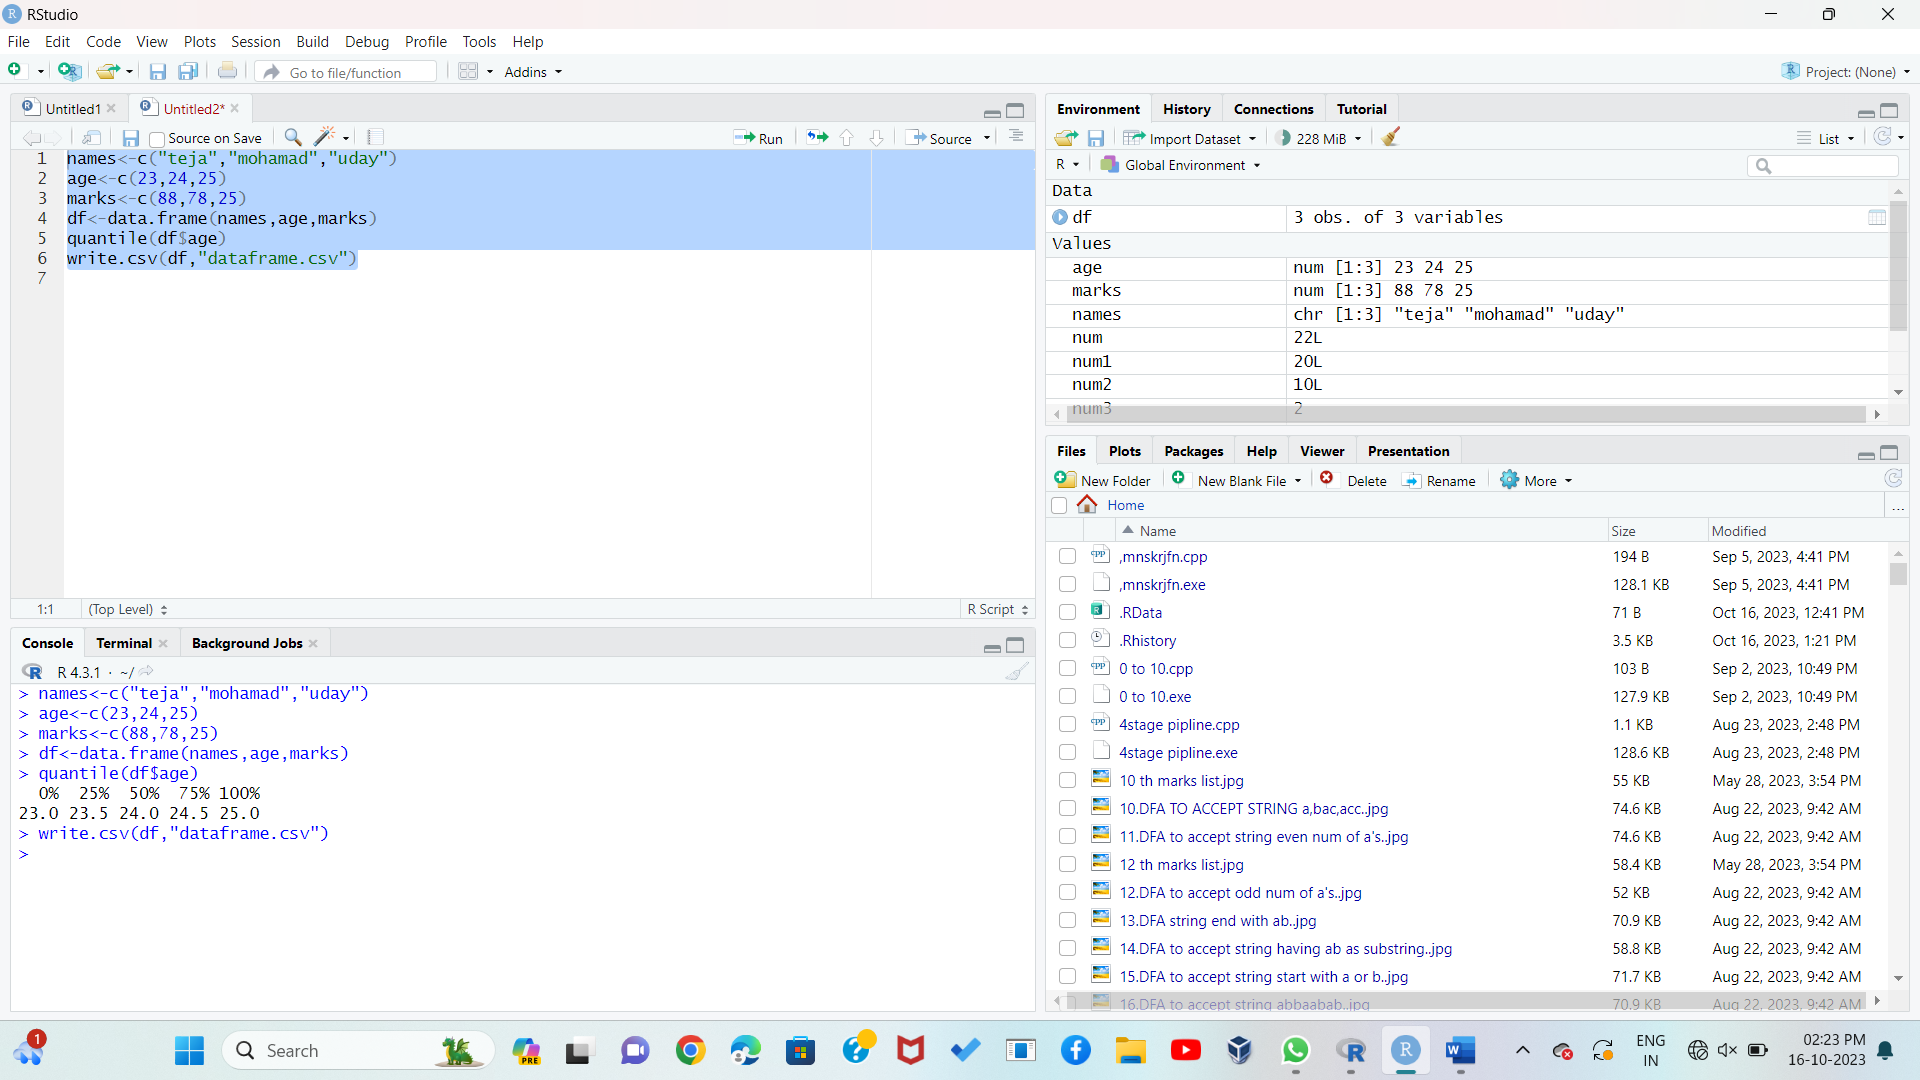 RStudio
File Edit Code View Plots Session Build Debug Profile Tools Help
Go to file/function Addins Project: (None)
Untitled1 Untitled2*
Source on Save Run Source
1 names<-c("teja","mohamad","uday")
2 age<-c(23,24,25)
3 marks<-c(88,78,25)
4 df<-data.frame(names,age,marks)
5 quantile(df$age)
6 write.csv(df,"dataframe.csv")
7
1:1 (Top Level) R Script
Console Terminal Background Jobs
R 4.3.1 · ~/
> names<-c("teja","mohamad","uday")
> age<-c(23,24,25)
> marks<-c(88,78,25)
> df<-data.frame(names,age,marks)
> quantile(df$age)
0% 25% 50% 75% 100%
23.0 23.5 24.0 24.5 25.0
> write.csv(df,"dataframe.csv")
>
Environment History Connections Tutorial
Import Dataset 228 MiB List
R Global Environment
Data
df 3 obs. of 3 variables
Values
age num [1:3] 23 24 25
marks num [1:3] 88 78 25
names chr [1:3] "teja" "mohamad" "uday"
num 22L
num1 20L
num2 10L
num3 2
Files Plots Packages Help Viewer Presentation
New Folder New Blank File Delete Rename More
Home ...
Name Size Modified
,mnskrjfn.cpp 194 B Sep 5, 2023, 4:41 PM
,mnskrjfn.exe 128.1 KB Sep 5, 2023, 4:41 PM
.RData 71 B Oct 16, 2023, 12:41 PM
.Rhistory 3.5 KB Oct 16, 2023, 1:21 PM
0 to 10.cpp 103 B Sep 2, 2023, 10:49 PM
0 to 10.exe 127.9 KB Sep 2, 2023, 10:49 PM
4stage pipline.cpp 1.1 KB Aug 23, 2023, 2:48 PM
4stage pipline.exe 128.6 KB Aug 23, 2023, 2:48 PM
10 th marks list.jpg 55 KB May 28, 2023, 3:54 PM
10.DFA TO ACCEPT STRING a,bac,acc..jpg 74.6 KB Aug 22, 2023, 9:42 AM
11.DFA to accept string even num of a's..jpg 74.6 KB Aug 22, 2023, 9:42 AM
12 th marks list.jpg 58.4 KB May 28, 2023, 3:54 PM
12.DFA to accept odd num of a's..jpg 52 KB Aug 22, 2023, 9:42 AM
13.DFA string end with ab..jpg 70.9 KB Aug 22, 2023, 9:42 AM
14.DFA to accept string having ab as substring..jpg 58.8 KB Aug 22, 2023, 9:42 AM
15.DFA to accept string start with a or b..jpg 71.7 KB Aug 22, 2023, 9:42 AM
16.DFA to accept string abbaabab..jpg 70.9 KB Aug 22, 2023, 9:42 AM
1 Search PRE ENG 02:23 PM
IN 16-10-2023